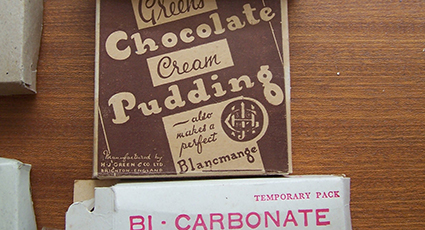 Green's
Chocolate
Cream
Pudding
— also
makes a
perfect
Blancmange
Manufactured by
H.J. GREEN & CO. LTD.
BRIGHTON, ENGLAND
TEMPORARY PACK
BI - CARBONATE